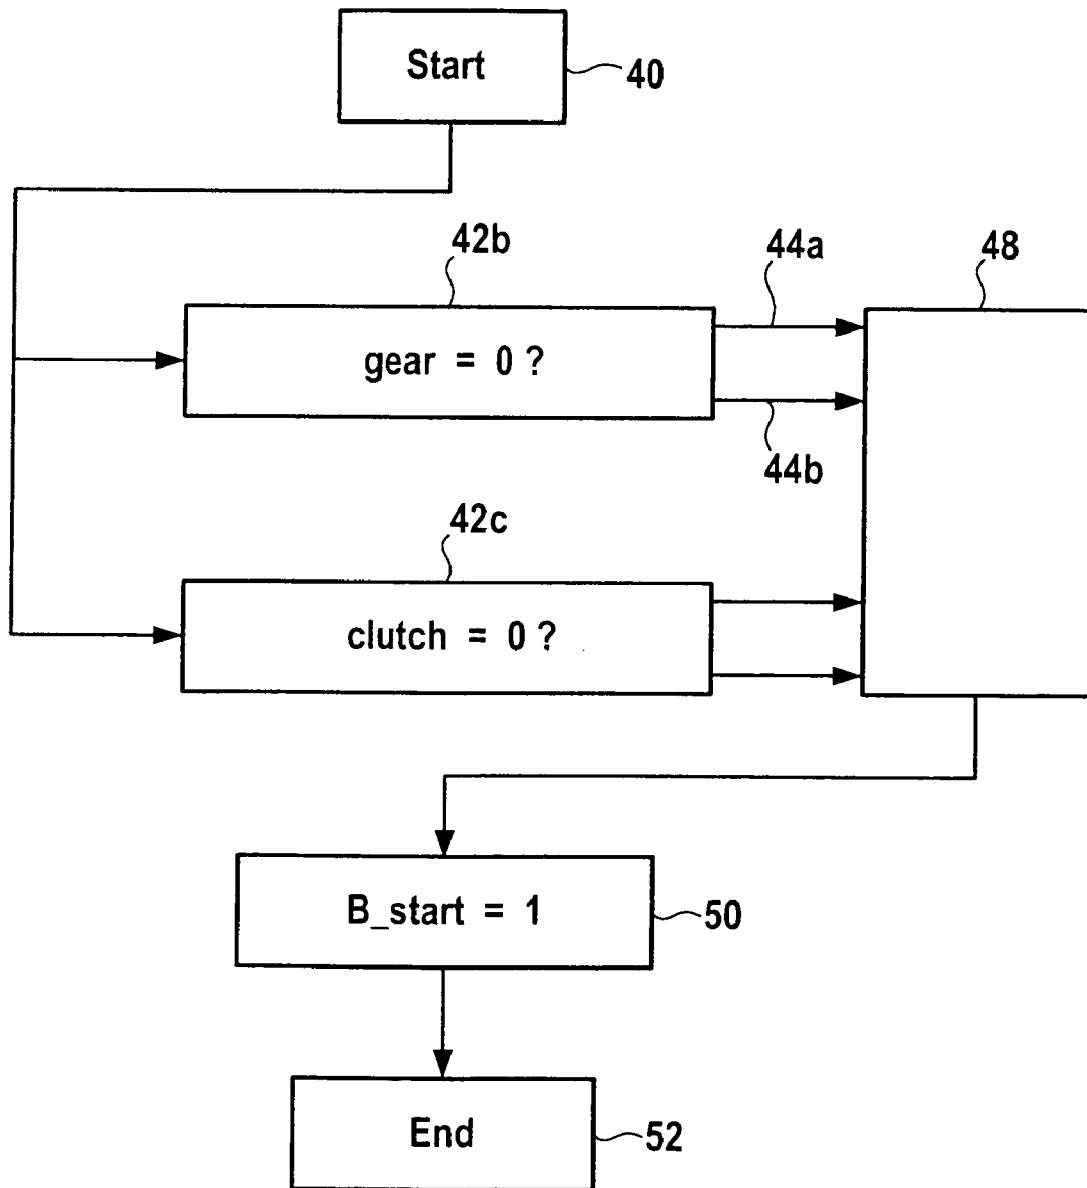 Start
40
42b
44a
48
gear = 0 ?
44b
42c
clutch = 0 ?
B_start = 1
50
End
52